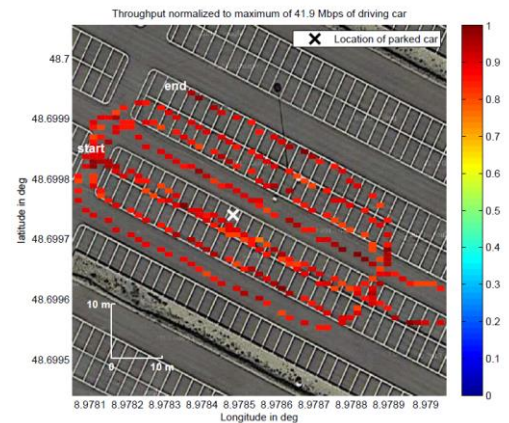 Throughput normalized to maximum of 41.9 Mbps of driving car
Location of parked car
48.7
48.6999
48.6998
48.6997
48.6996
48.6995
latitude in deg
end
start
10 m
0
10 m
8.9781 8.9782 8.9783 8.9784 8.9785 8.9786 8.9787 8.9788 8.9789 8.979
Longitude in deg
1
0.9
0.8
0.7
0.6
0.5
0.4
0.3
0.2
0.1
0